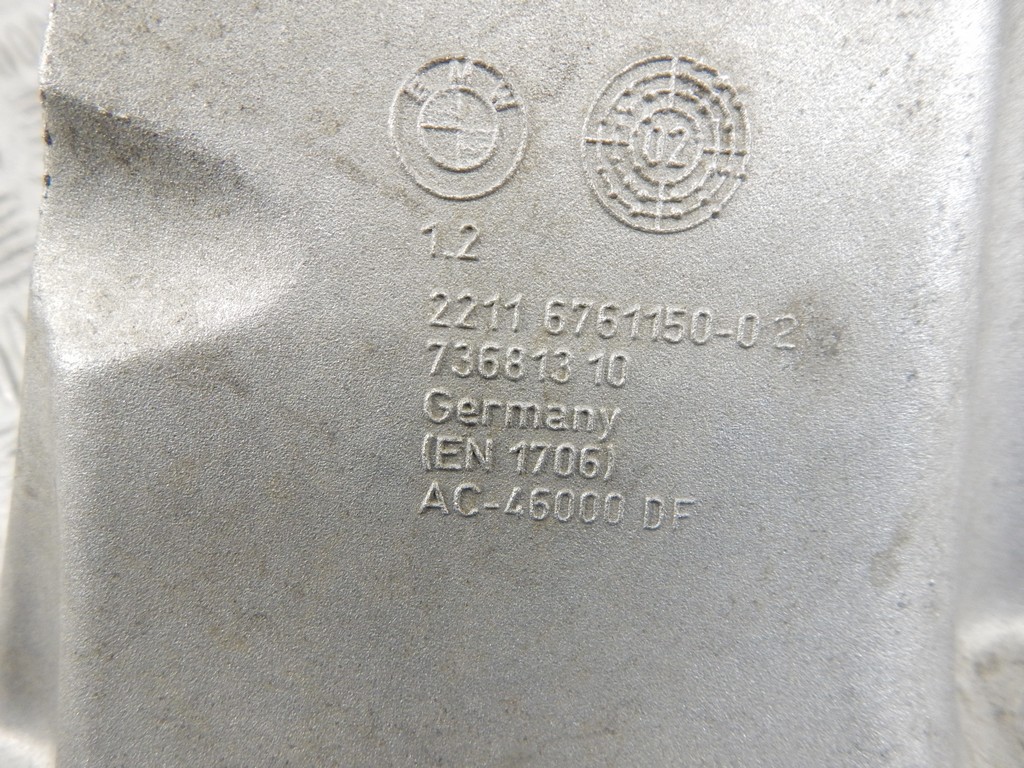 BMW
02
1.2
2211 6761150-0 2
736813 10
Germany
(EN 1706)
AC-46000 DF